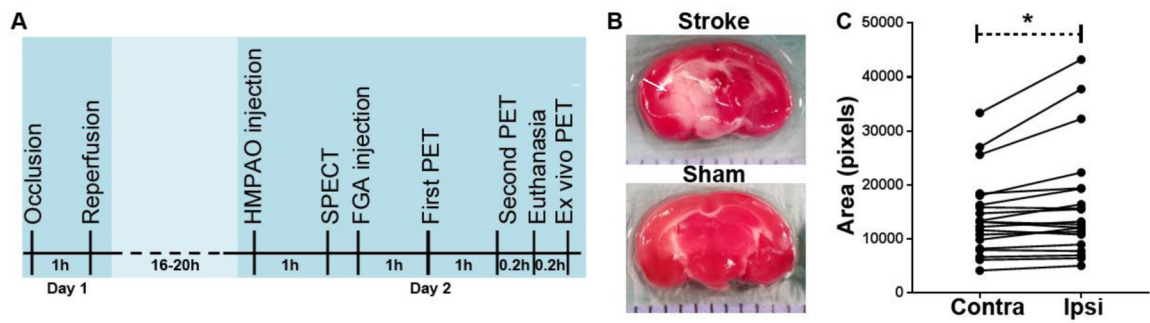 A
Occlusion
Reperfusion
HMPAO injection
SPECT
FGA injection
First PET
Second PET
Euthanasia
Ex vivo PET
1h
16-20h
1h
1h
1h
0.2h
0.2h
Day 1
Day 2
B
Stroke
Sham
C
*
Area (pixels)
50000
40000
30000
20000
10000
0
Contra
Ipsi